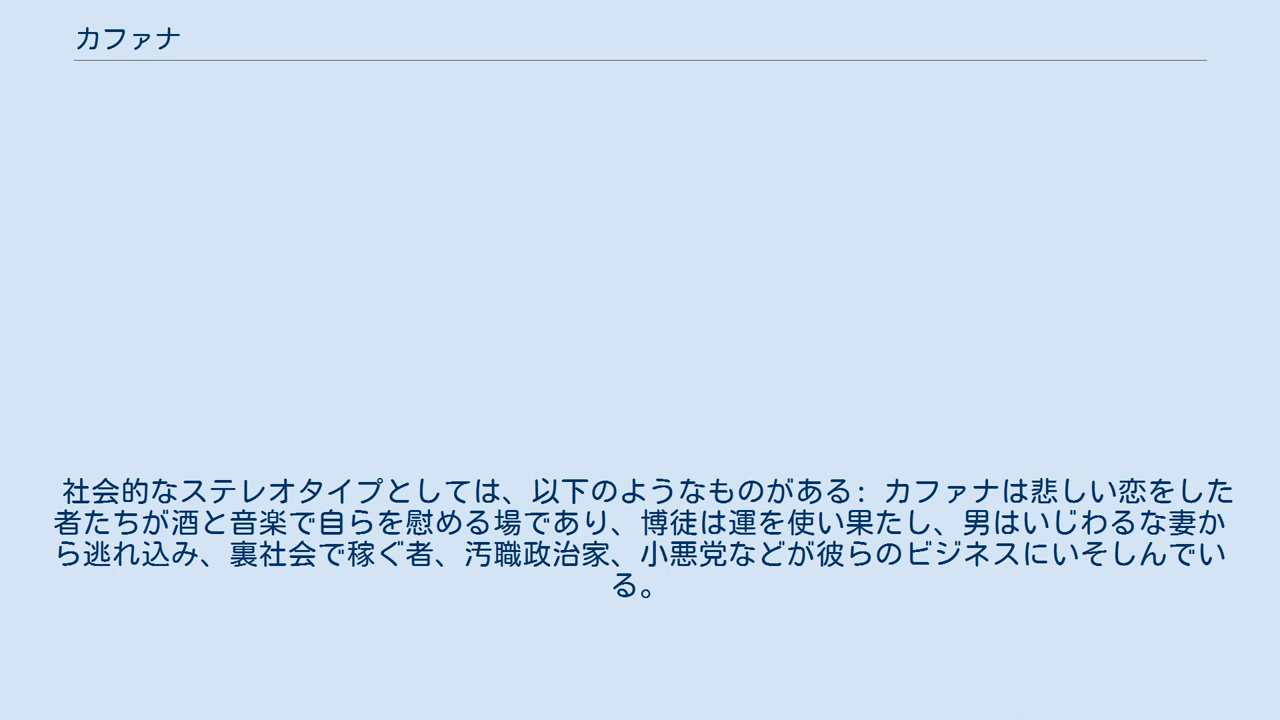 カファナ
社会的なステレオタイプとしては、以下のようなものがある：カファナは悲しい恋をした
者たちが酒と音楽で自らを慰める場であり、博徒は運を使い果たし、男はいじわるな妻か
ら逃れ込み、裏社会で稼ぐ者、汚職政治家、小悪党などが彼らのビジネスにいそしんでい
る。